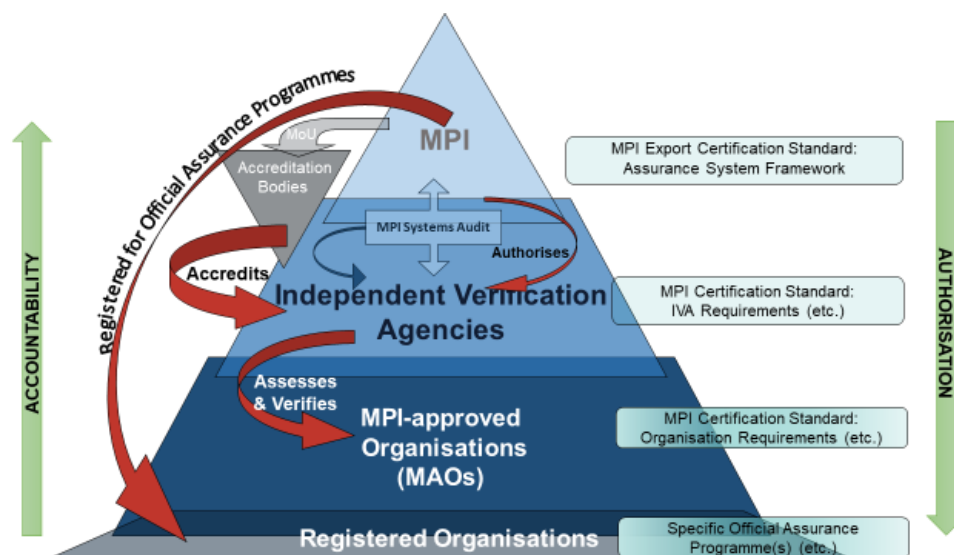 Registered for Official Assurance Programmes
MoU
MPI
Accreditation
Bodies
MPI Export Certification Standard:
Assurance System Framework
MPI Systems Audit
Authorises
Accredits
Independent Verification
Agencies
MPI Certification Standard:
IVA Requirements (etc.)
ACCOUNTABILITY
AUTHORISATION
Assesses
& Verifies
MPI-approved
Organisations
(MAOs)
MPI Certification Standard:
Organisation Requirements (etc.)
Registered Organisations
Specific Official Assurance
Programme(s) (etc.)